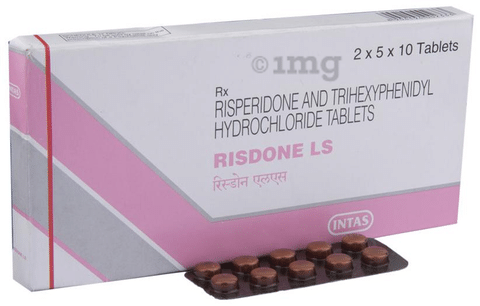 ©1mg
2 x 5 x 10 Tablets
Rx
RISPERIDONE AND TRIHEXYPHENIDYL
HYDROCHLORIDE TABLETS
RISDONE LS
रिस्डोन एलएस
INTAS